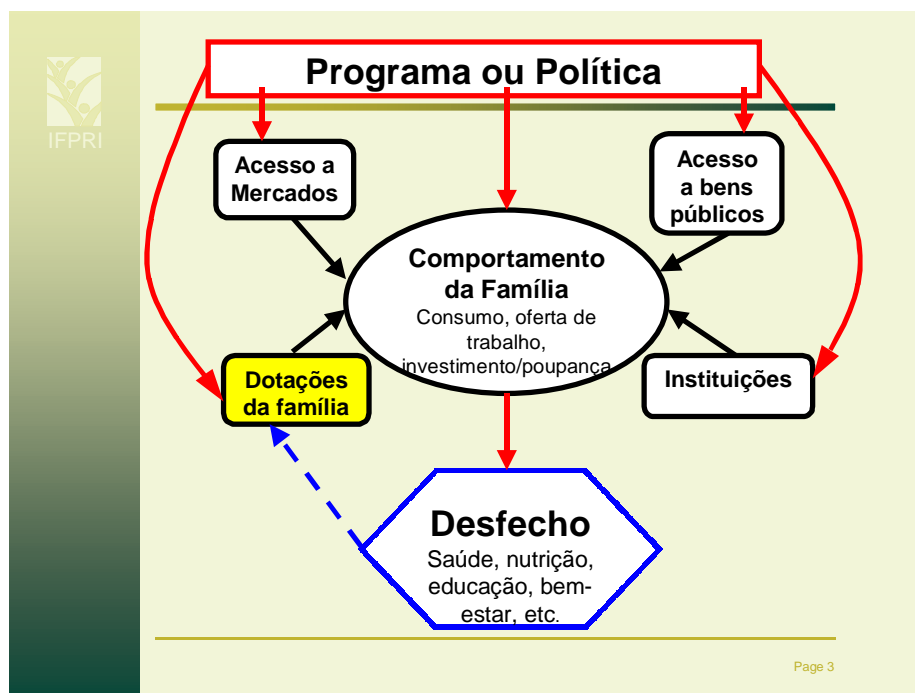 Programa ou Política
IFPRI
Acesso a
Mercados
Acesso
a bens
públicos
Comportamento
da Família
Consumo, oferta de
trabalho,
investimento/poupança
Dotações
da família
Instituições
Desfecho
Saúde, nutrição,
educação, bem-
estar, etc.
Page 3